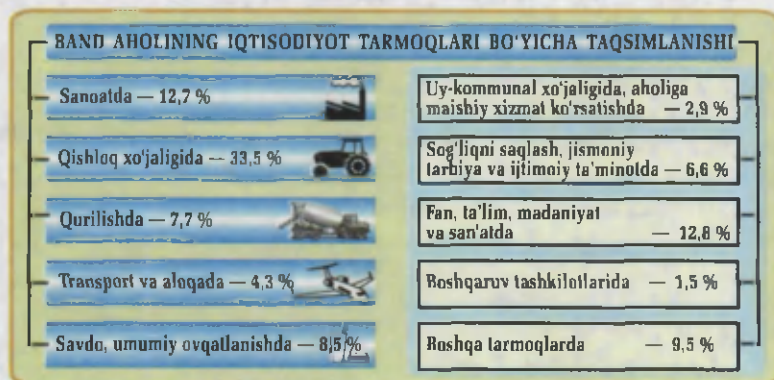 BAND AHOLINING IQTISODIYOT TARMOQLARI BO'YICHA TAQSIMLANISHI
Sanoatda — 12,7 %
Qishloq xo'jaligida — 33,5 %
Qurilishda — 7,7 %
Transport va aloqada — 4,3 %
Savdo, umumiy ovqatlanishda — 8,5 %
Uy-kommunal xo'jaligida, aholiga
maishiy xizmat ko'rsatishda — 2,9 %
Sog'liqni saqlash, jismoniy
tarbiya va ijtimoiy ta'minotda — 6,6 %
Fan, ta'lim, madaniyat
va san'atda — 12,8 %
Boshqaruv tashkilotlarida — 1,5 %
Boshqa tarmoqlarda — 9,5 %